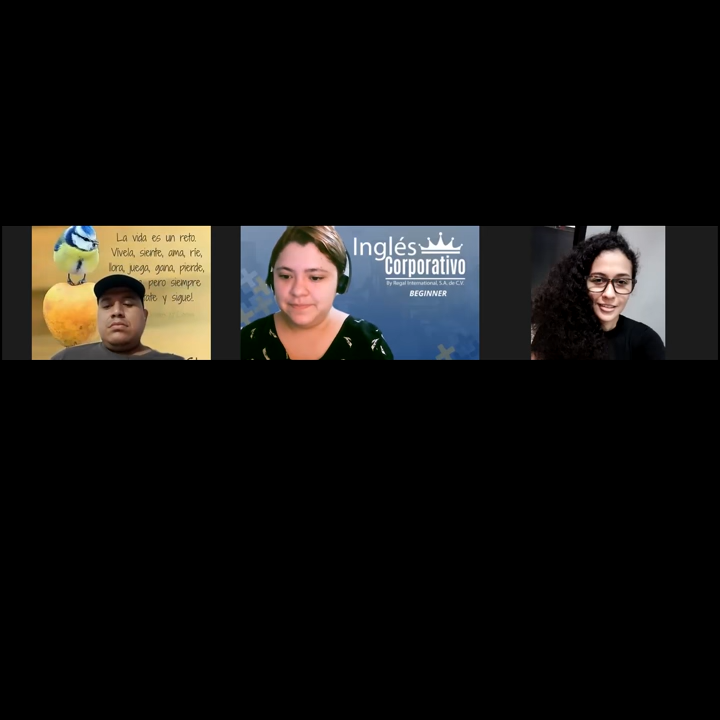 La vida es un reto.
Vívela, siente, ama, ríe,
llora, juega, gana, pierde,
pero siempre
y sigue!
Inglés
Corporativo
By Regal International, S.A. de C.V.
BEGINNER